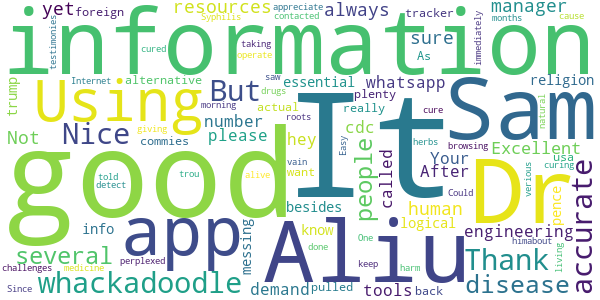 yet foreign
resources
Syphilis
always
tracker
contacted
appreciate
months
manager
cause
information
testimonies
cured
taking
operate
sure
As
saw
immediately
trump
Using
Internet
alternative
But
drugs
morning
giving
essential
whatsapp
plenty
religion
actual
number
really
It
Sam
natural
Not
Nice
commies
please
hey
want
roots
vain
Easy
cdc
people
called
cure
herbs
browsing
Your
After
Could
Excellent
usa
curing
good
told
detect
trou
alive
besides
human
logical
Dr
pence
verious
accurate
info
app
Aliu
messing
know
done
One
engineering
himabout
several
perplexed
Thank
living
challenges
medicine
Since
whackadoodle
demand
pulled
tools
keep
back
harm
disease